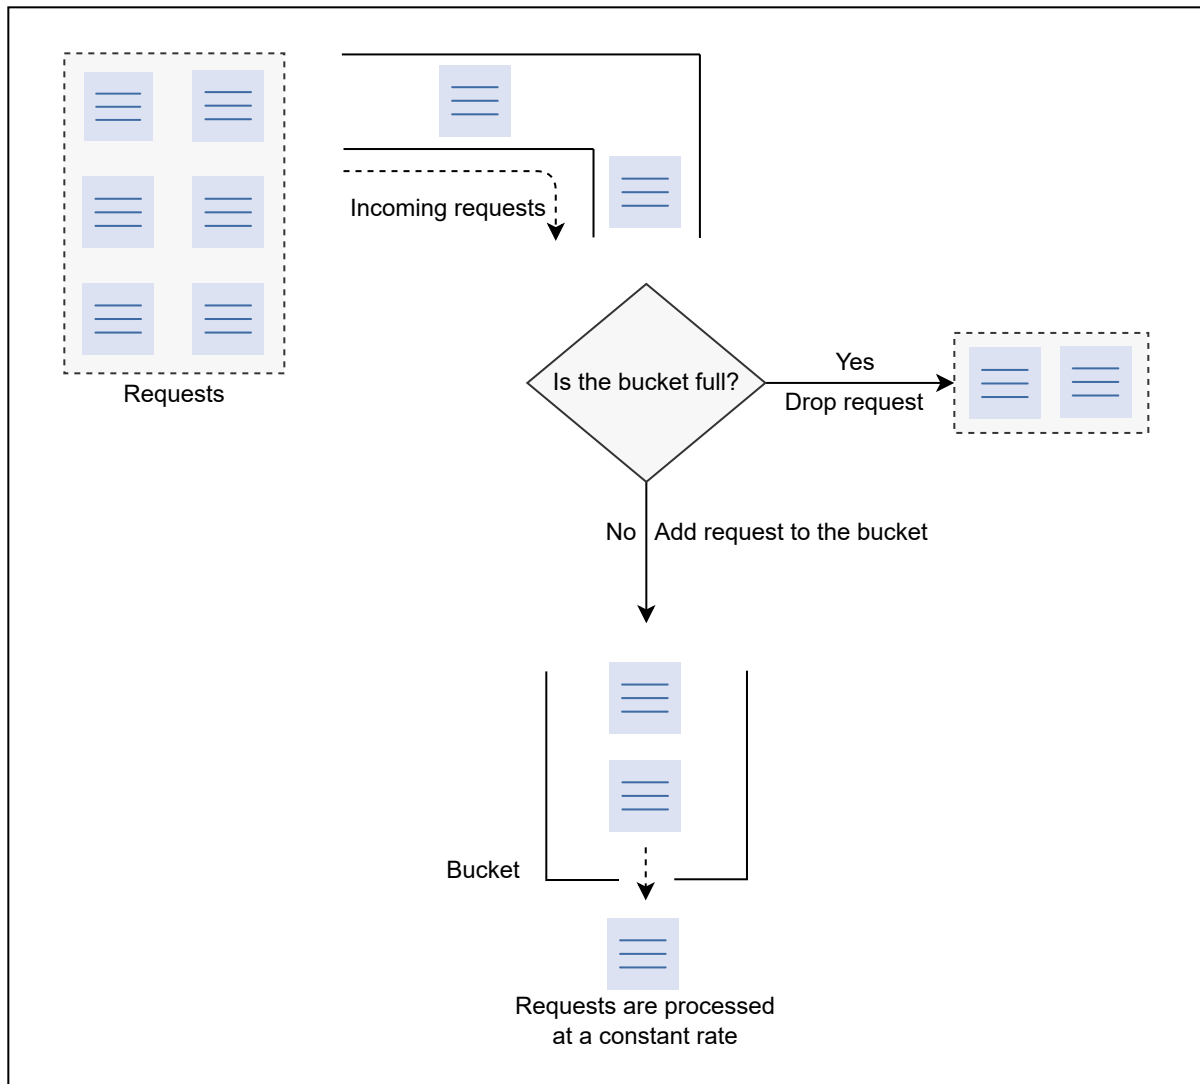 Incoming requests
Requests
Is the bucket full?
Yes
Drop request
No
Add request to the bucket
Bucket
Requests are processed
at a constant rate